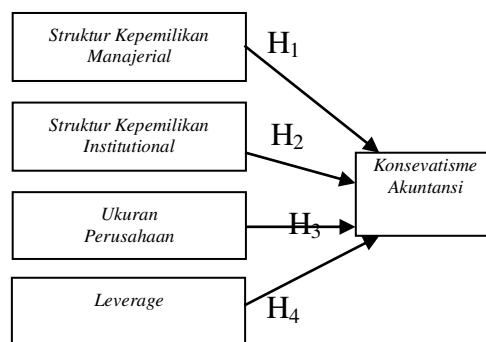 Struktur Kepemilikan
Manajerial
H1
Struktur Kepemilikan
Institutional
H2
Konsevatisme
Akuntansi
Ukuran
Perusahaan
H3
Leverage
H4